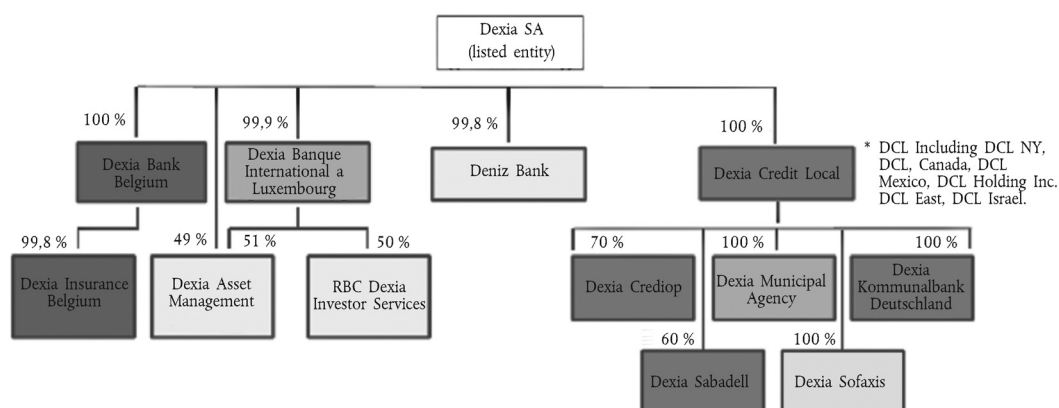 Dexia SA
(listed entity)
100 %
99,9 %
99,8 %
100 %
Dexia Bank
Belgium
Dexia Banque
International a
Luxembourg
Deniz Bank
Dexia Credit Local
* DCL Including DCL NY,
DCL, Canada, DCL
Mexico, DCL Holding Inc.
DCL East, DCL Israel.
99,8 %
49 %
51 %
50 %
70 %
100 %
100 %
Dexia Insurance
Belgium
Dexia Asset
Management
RBC Dexia
Investor Services
Dexia Crediop
Dexia Municipal
Agency
Dexia
Kommunalbank
Deutschland
60 %
100 %
Dexia Sabadell
Dexia Sofaxis